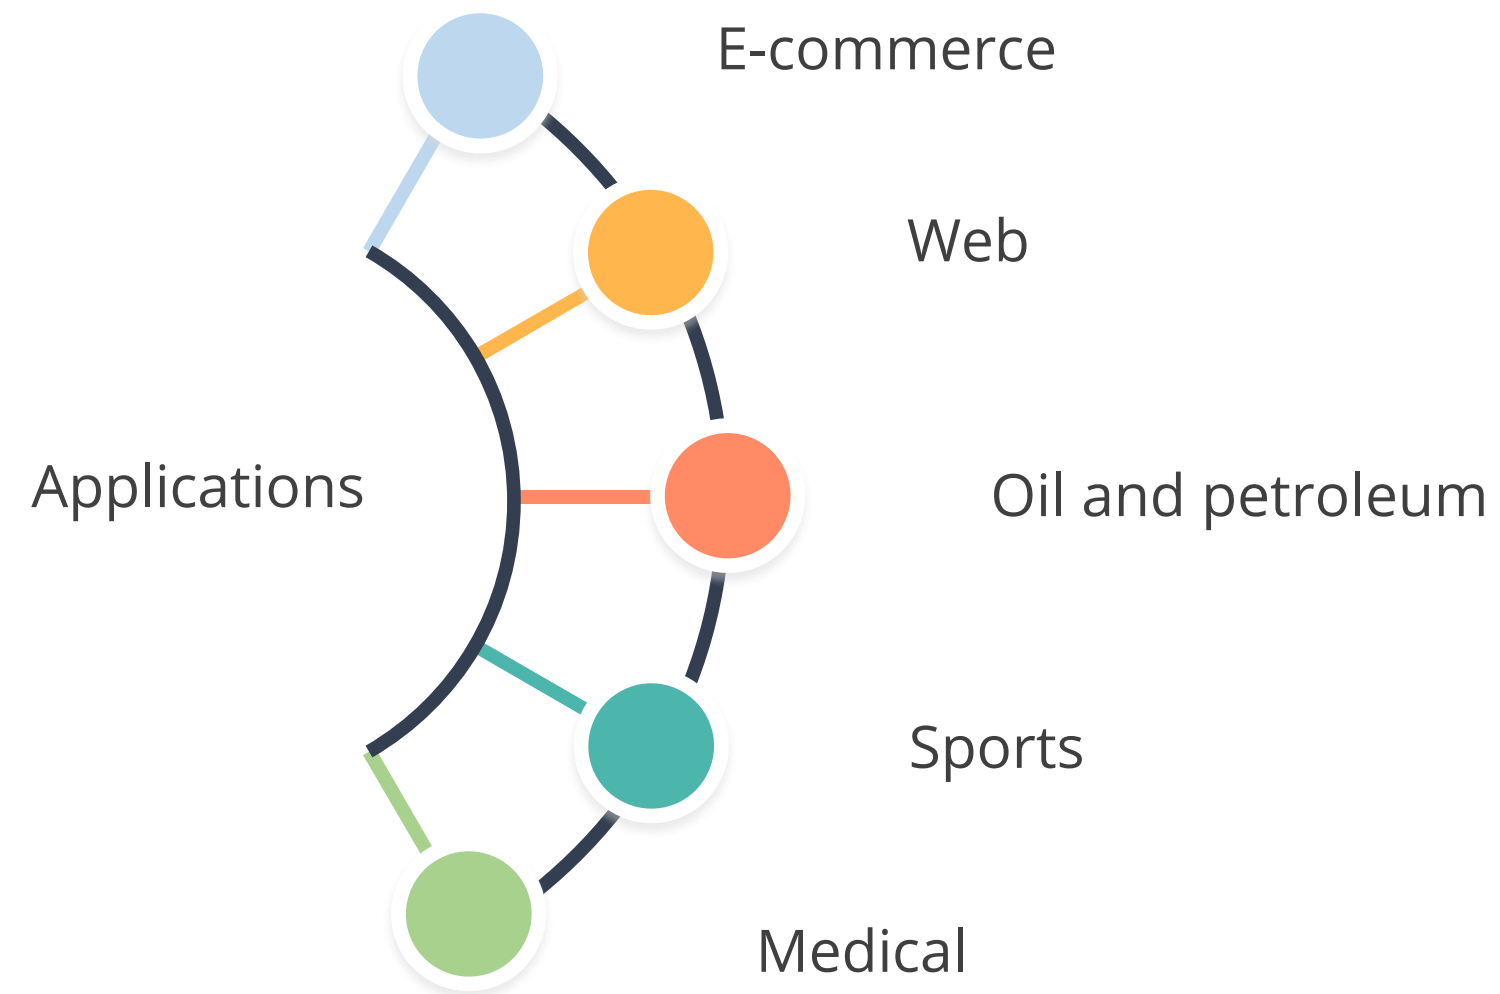 E-commerce
Web
Applications
Oil and petroleum
Sports
Medical